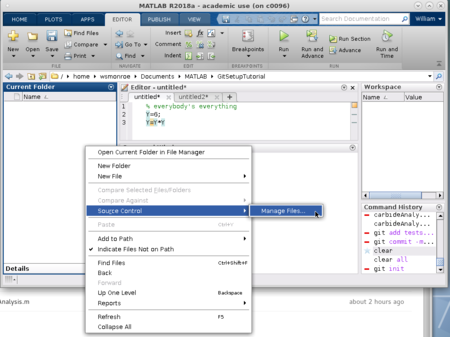 MATLAB R2018a - academic use (on c0096)
HOME PLOTS APPS EDITOR PUBLISH VIEW Search Documentation William
New Open Save Find Files Compare Print Go To Find Insert Comment Indent Breakpoints Run Run and Advance Run Section Advance Run and Time
FILE NAVIGATE EDIT BREAKPOINTS RUN
/ home wsmonroe Documents MATLAB GitSetupTutorial
Current Folder
Name
Editor - untitled*
untitled* untitled2*
1 % everybody's everything
2 Y=6;
3 Y=Y*Y
Workspace
Name Value
Open Current Folder in File Manager
New Folder
New File
Compare Selected Files/Folders
Compare Against
Source Control
Manage Files...
Paste Ctrl+V
Add to Path
Indicate Files Not on Path
Find Files Ctrl+Shift+F
Back
Forward
Up One Level Backspace
Reports
Refresh F5
Collapse All
Command History
carbideAnaly...
carbideAnaly...
git add tests...
git commit -m...
clear
clear all
git init
Details
Analysis.m
about 2 hours ago